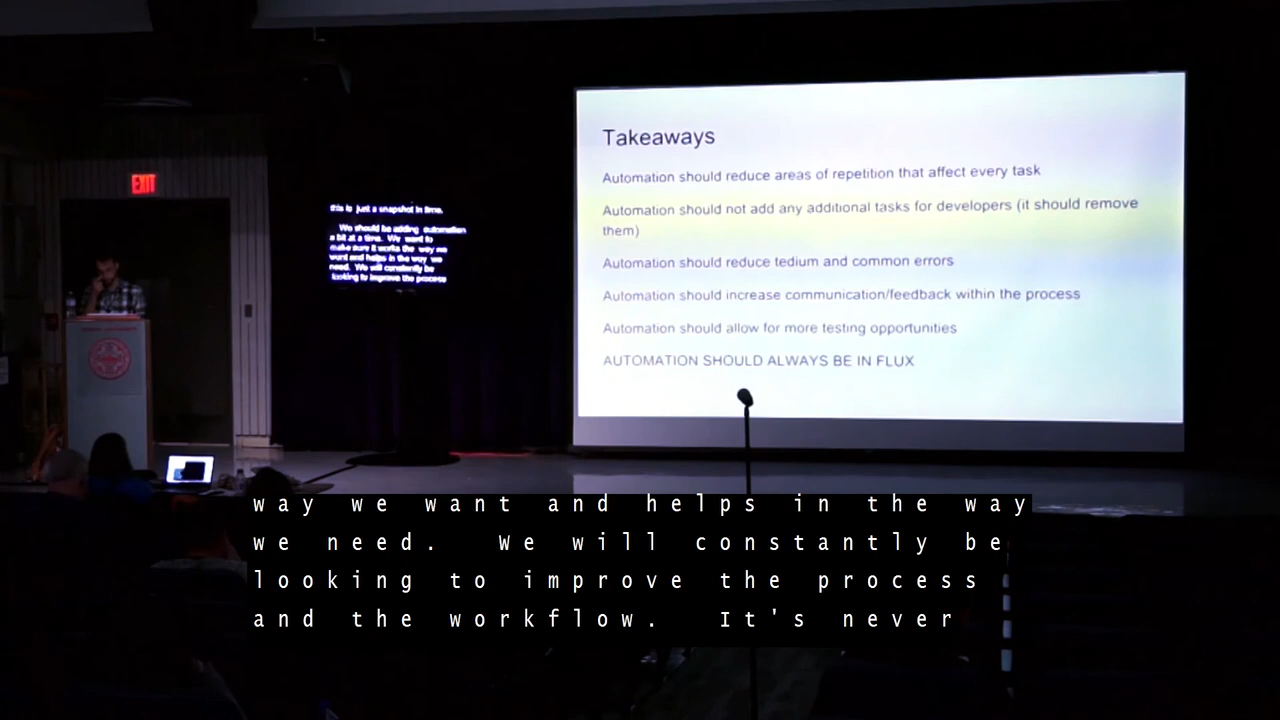 EXIT
this is just a snapshot in time.
We should be adding automation
a bit at a time. We want to
make sure it works the way we
want and helps in the way we
need. We will constantly be
looking to improve the process
Takeaways
Automation should reduce areas of repetition that affect every task
Automation should not add any additional tasks for developers (it should remove
them)
Automation should reduce tedium and common errors
Automation should increase communication/feedback within the process
Automation should allow for more testing opportunities
AUTOMATION SHOULD ALWAYS BE IN FLUX
way we want and helps in the way
we need. We will constantly be
looking to improve the process
and the workflow. It's never